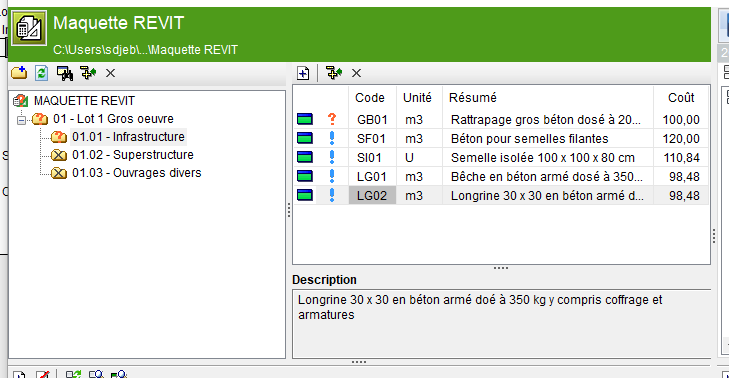 Maquette REVIT
C:\Users\sdjeb\...\Maquette REVIT
MAQUETTE REVIT
01 - Lot 1 Gros oeuvre
01.01 - Infrastructure
01.02 - Superstructure
01.03 - Ouvrages divers
Code Unité Résumé Coût
GB01 m3 Rattrapage gros béton dosé à 20... 100,00
SF01 m3 Béton pour semelles filantes 120,00
SI01 U Semelle isolée 100 x 100 x 80 cm 110,84
LG01 m3 Bêche en béton armé dosé à 350... 98,48
LG02 m3 Longrine 30 x 30 en béton armé d... 98,48
Description
Longrine 30 x 30 en béton armé doé à 350 kg y compris coffrage et
armatures